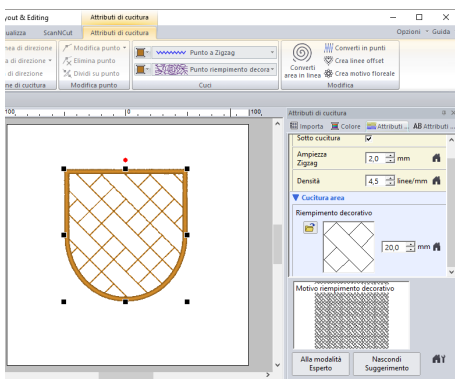 yout & Editing
Attributi di cucitura
ualizza ScanNCut Attributi di cucitura Opzioni Guida
nea di direzione Modifica punto
a di direzione Elimina punto
di direzione Dividi su punto
ne di cucitura Modifica punto
Punto a Zigzag
Punto riempimento decora
Cuci
Converti area in linea
Converti in punti
Crea linee offset
Crea motivo floreale
Modifica
100, 0 100,
Attributi di cucitura
Importa Colore Attributi ... AB Attributi ...
Sotto cucitura
Ampiezza Zigzag 2,0 mm
Densità 4,5 linee/mm
Cucitura area
Riempimento decorativo
20,0 mm
Motivo riempimento decorativo
Alla modalità Esperto
Nascondi Suggerimento